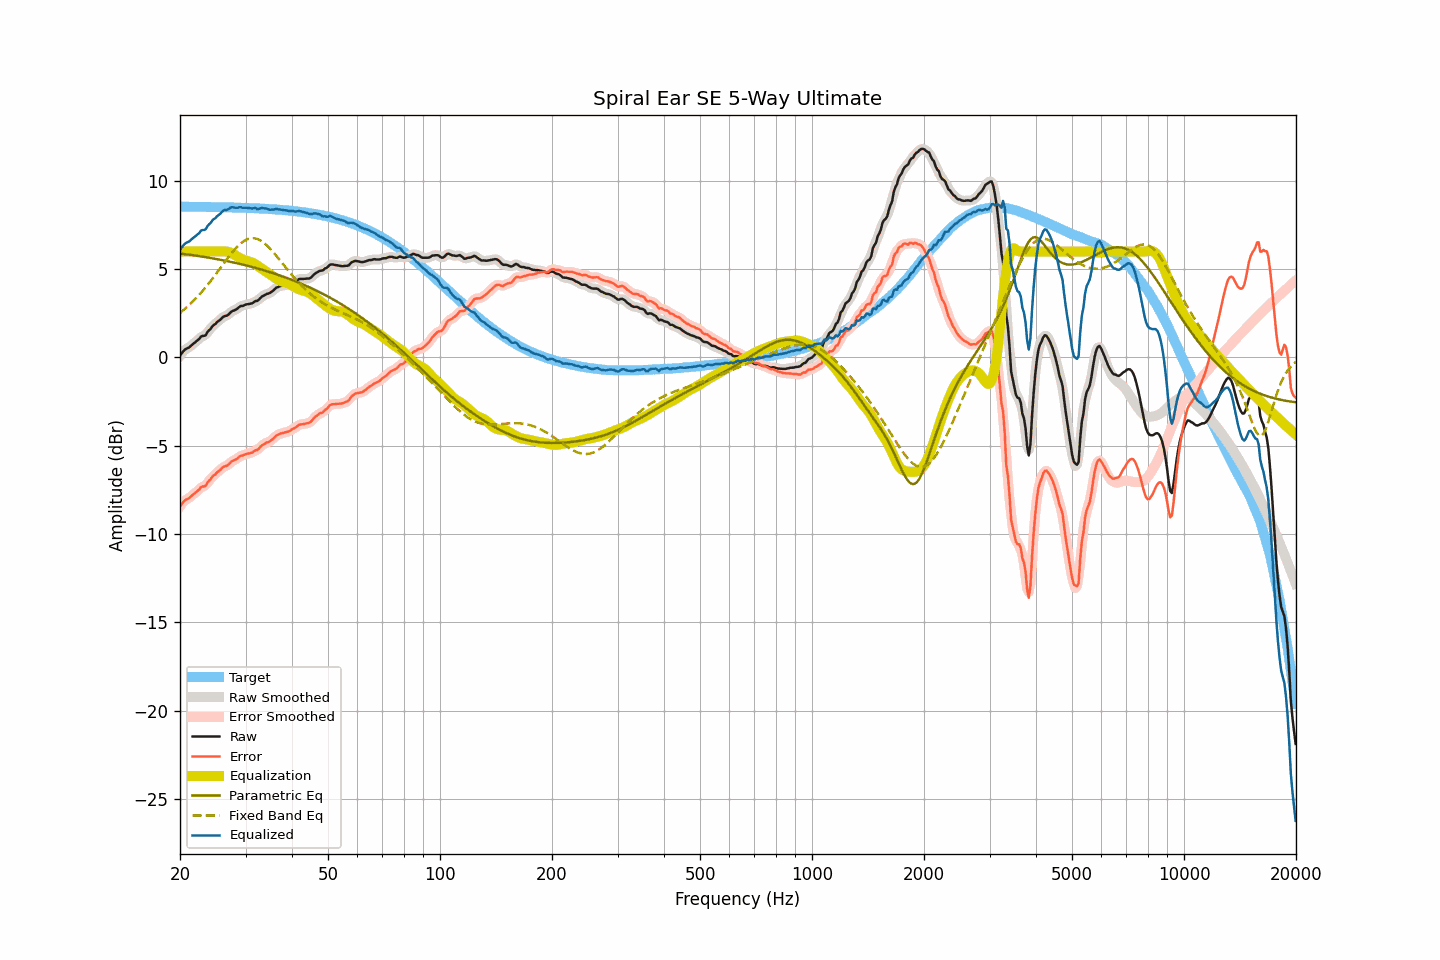 Spiral Ear SE 5-Way Ultimate
Amplitude (dBr)
10
5
0
−5
−10
−15
−20
−25
Target
Raw Smoothed
Error Smoothed
Raw
Error
Equalization
Parametric Eq
Fixed Band Eq
Equalized
20 50 100 200 500 1000 2000 5000 10000 20000
Frequency (Hz)